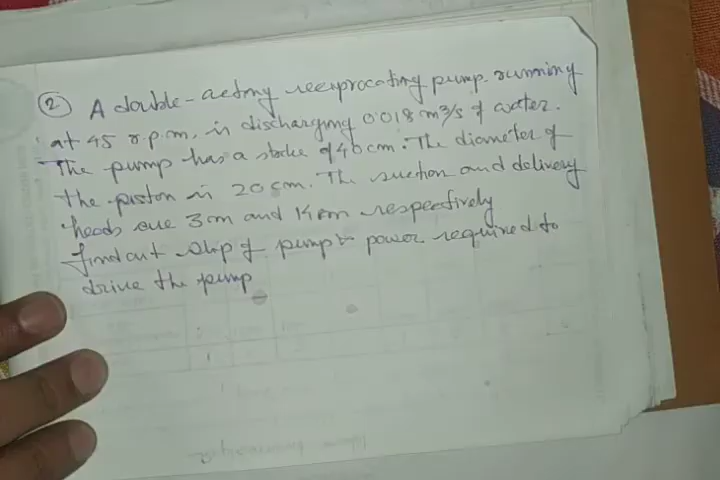 ② A double-acting reciprocating pump running
at 45 r.p.m, is discharging 0.018 m³/s of water.
The pump has a stroke of 40cm. The diameter of
the piston is 20 cm. The suction and delivery
heads are 3m and 14m respectively
find out slip of pump & power required to
drive the pump